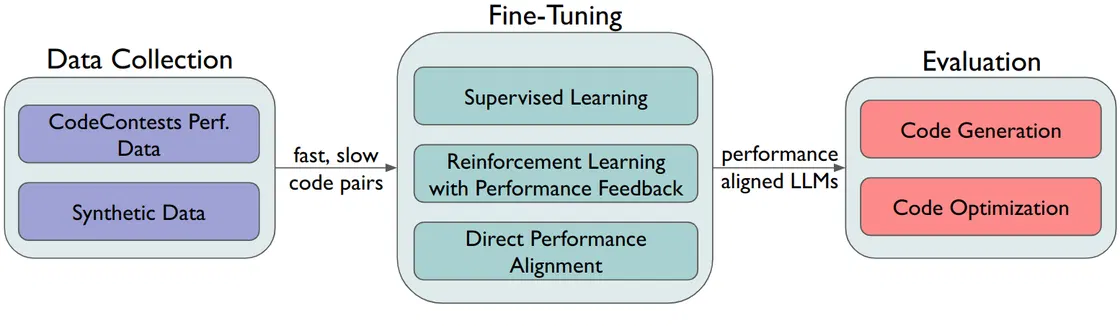 Data Collection
CodeContests Perf.
Data
Synthetic Data
fast, slow
code pairs
Fine-Tuning
Supervised Learning
Reinforcement Learning
with Performance Feedback
Direct Performance
Alignment
performance
aligned LLMs
Evaluation
Code Generation
Code Optimization